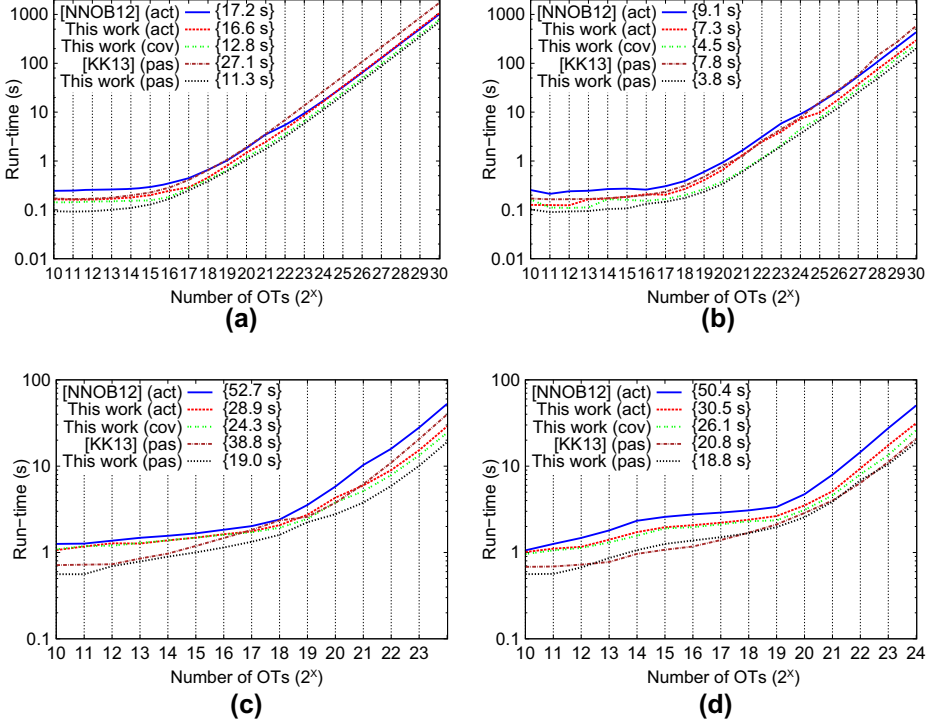 [NNOB12] (act) {17.2 s}
This work (act) {16.6 s}
This work (cov) {12.8 s}
[KK13] (pas) {27.1 s}
This work (pas) {11.3 s}
Run-time (s)
1000
100
10
1
0.1
0.01
10 11 12 13 14 15 16 17 18 19 20 21 22 23 24 25 26 27 28 29 30
Number of OTs (2^x)
(a)
[NNOB12] (act) {9.1 s}
This work (act) {7.3 s}
This work (cov) {4.5 s}
[KK13] (pas) {7.8 s}
This work (pas) {3.8 s}
Run-time (s)
1000
100
10
1
0.1
0.01
10 11 12 13 14 15 16 17 18 19 20 21 22 23 24 25 26 27 28 29 30
Number of OTs (2^x)
(b)
[NNOB12] (act) {52.7 s}
This work (act) {28.9 s}
This work (cov) {24.3 s}
[KK13] (pas) {38.8 s}
This work (pas) {19.0 s}
Run-time (s)
100
10
1
0.1
10 11 12 13 14 15 16 17 18 19 20 21 22 23
Number of OTs (2^x)
(c)
[NNOB12] (act) {50.4 s}
This work (act) {30.5 s}
This work (cov) {26.1 s}
[KK13] (pas) {20.8 s}
This work (pas) {18.8 s}
Run-time (s)
100
10
1
0.1
10 11 12 13 14 15 16 17 18 19 20 21 22 23 24
Number of OTs (2^x)
(d)